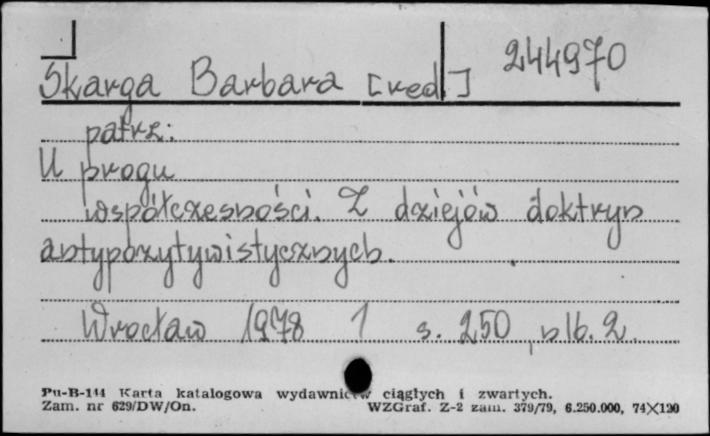 244970
Skarga Barbara [red.]
patrz:
U progu
współczesności. Z dziejów doktryn
antypozytywistycznych.
Wrocław 1978 1 s. 250, nlb. 2.
Pu-B-144 Karta katalogowa wydawnictw ciągłych i zwartych.
Zam. nr 629/DW/On. WZGraf. Z-2 zam. 379/79, 6.250.000, 74X120